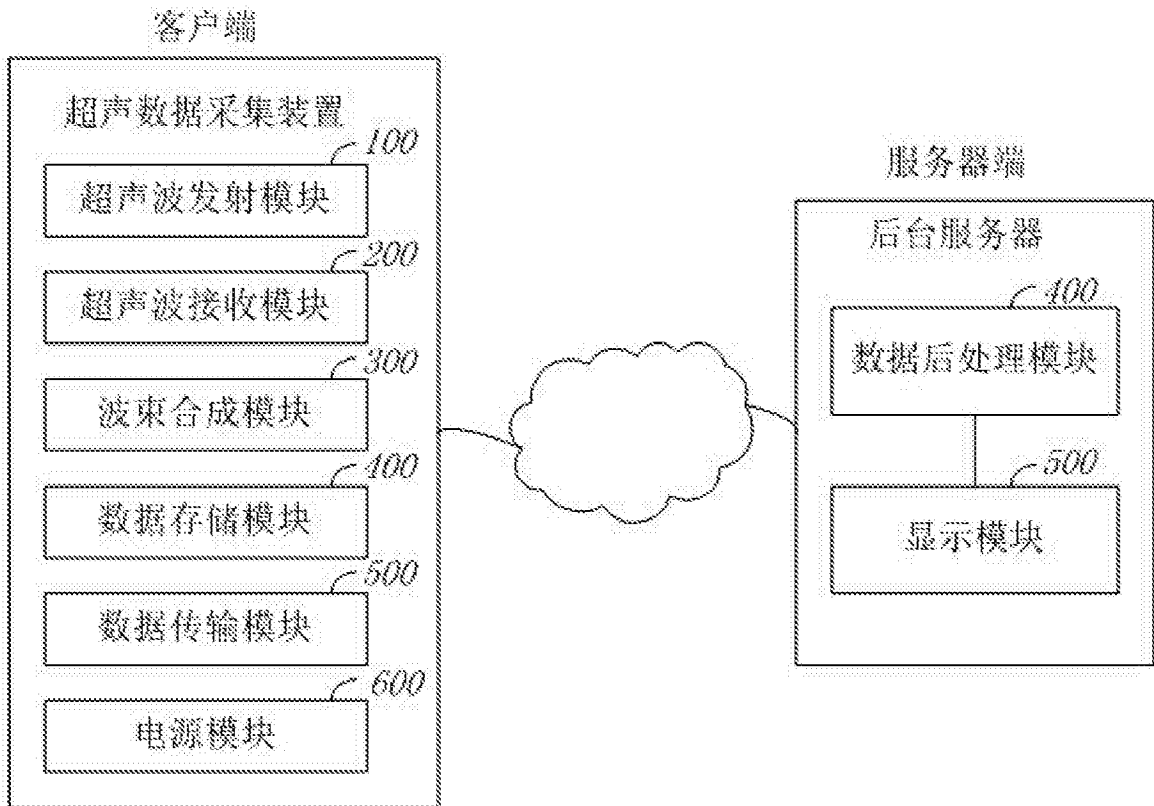 客户端
超声数据采集装置
100
超声波发射模块
200
超声波接收模块
300
波束合成模块
400
数据存储模块
500
数据传输模块
600
电源模块
服务器端
后台服务器
400
数据后处理模块
500
显示模块